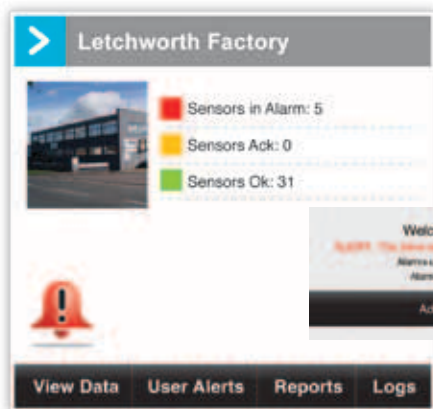 Letchworth Factory
Sensors in Alarm: 5
Sensors Ack: 0
Sensors Ok: 31
View Data User Alerts Reports Logs